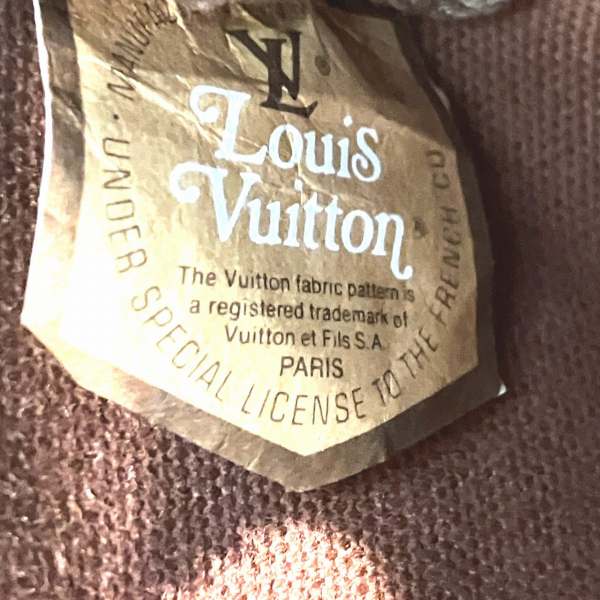 LV
Louis
Vuitton
The Vuitton fabric pattern is
a registered trademark of
Vuitton et Fils S.A.
PARIS
UNDER SPECIAL LICENSE TO THE FRENCH CO